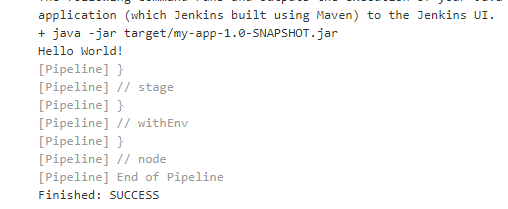 application (which Jenkins built using Maven) to the Jenkins UI.
+ java -jar target/my-app-1.0-SNAPSHOT.jar
Hello World!
[Pipeline] }
[Pipeline] // stage
[Pipeline] }
[Pipeline] // withEnv
[Pipeline] }
[Pipeline] // node
[Pipeline] End of Pipeline
Finished: SUCCESS